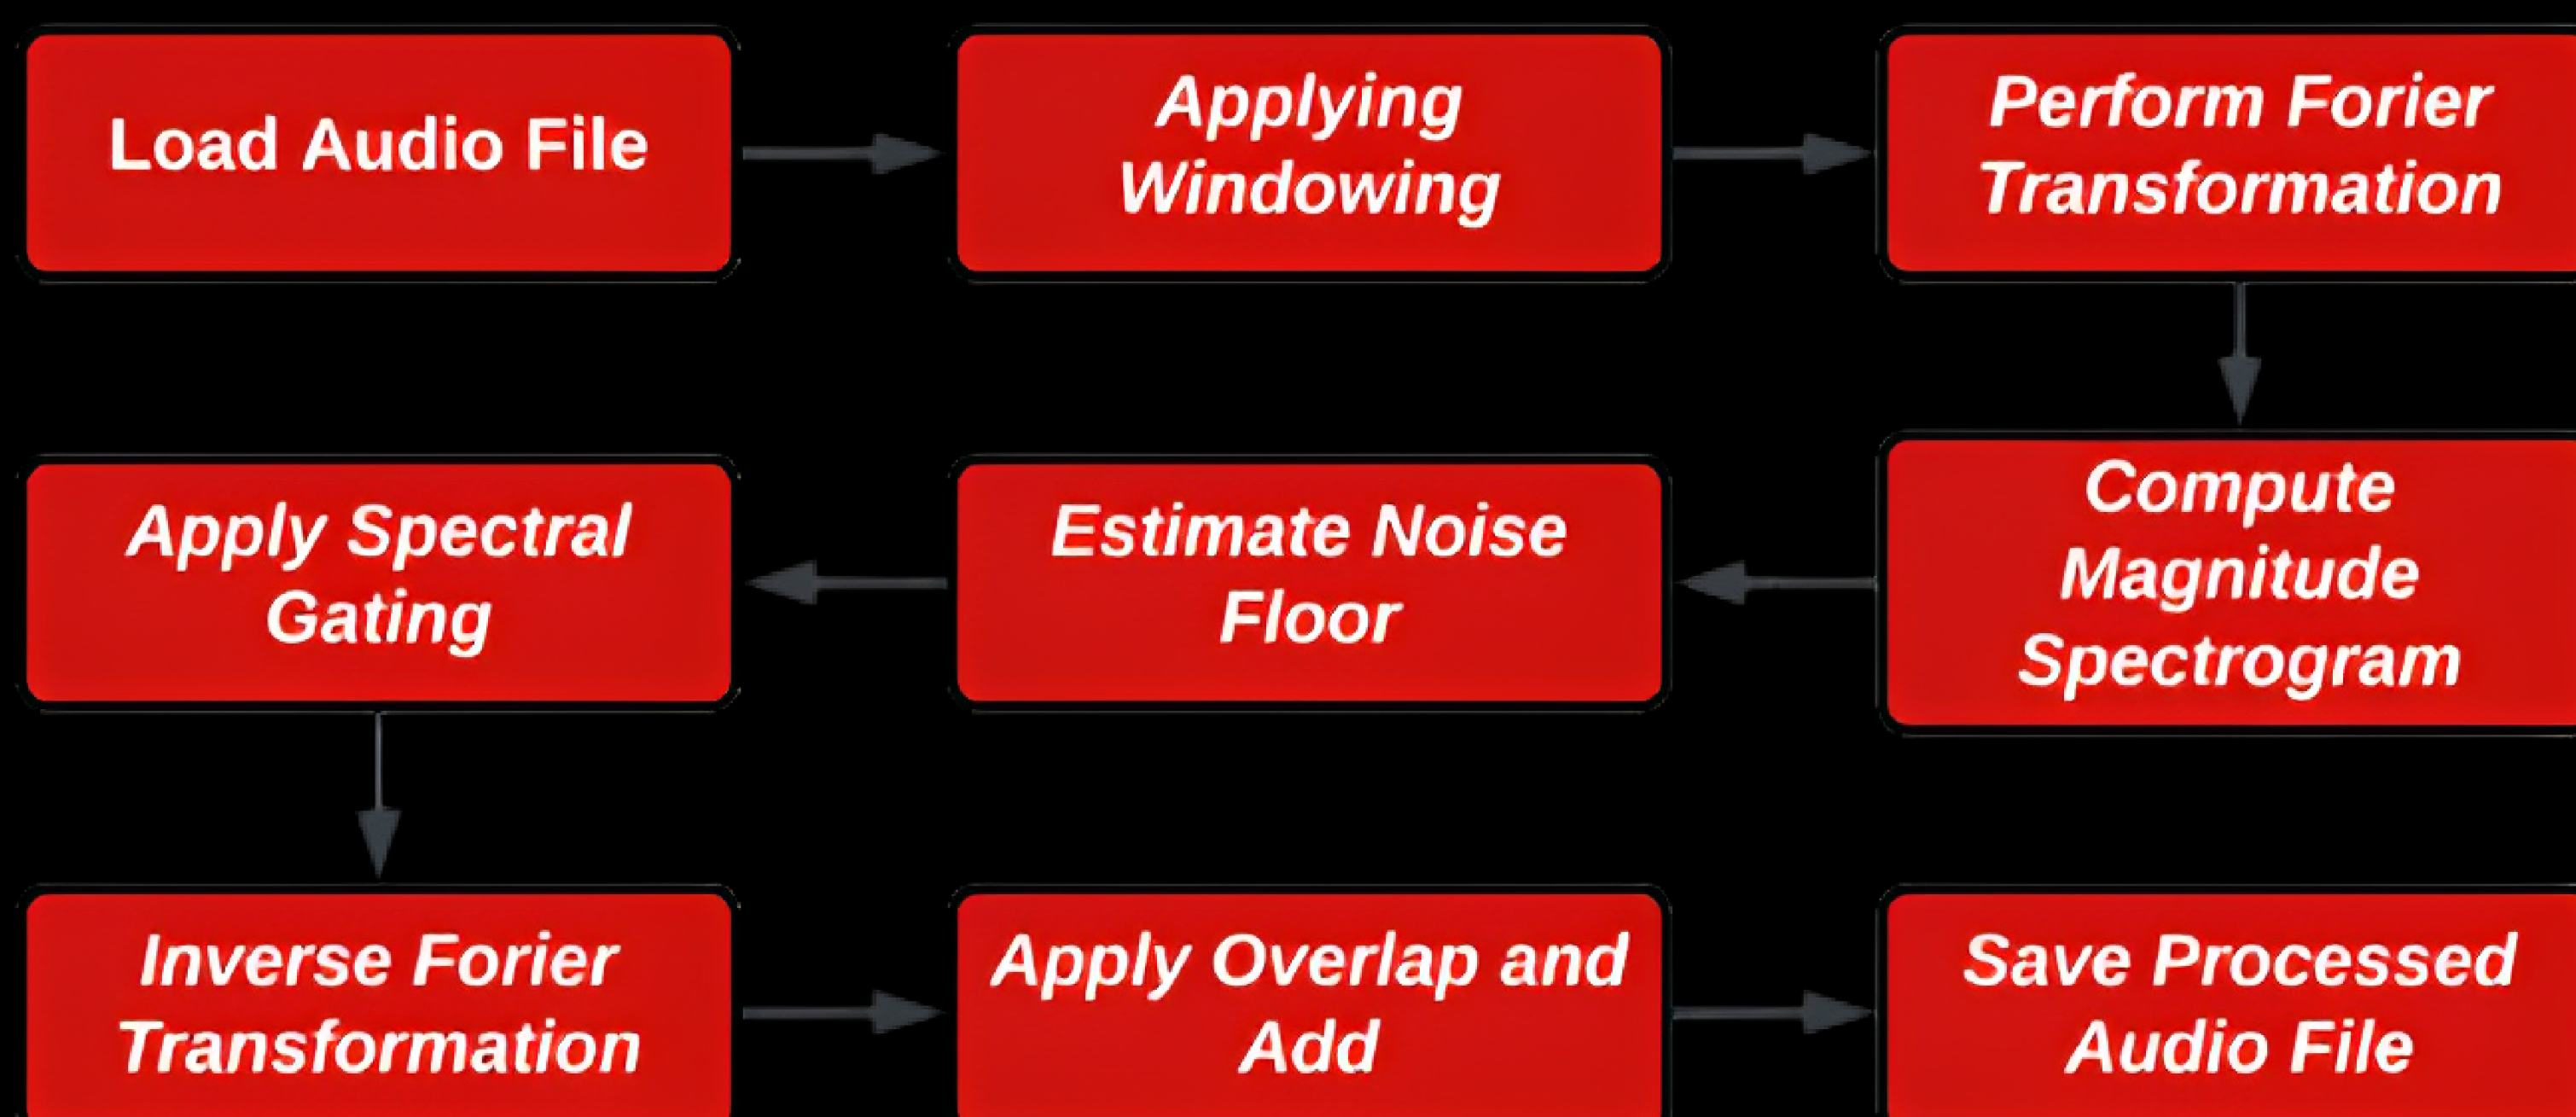 Load Audio File
Applying
Windowing
Perform Forier
Transformation
Compute
Magnitude
Spectrogram
Estimate Noise
Floor
Apply Spectral
Gating
Inverse Forier
Transformation
Apply Overlap and
Add
Save Processed
Audio File